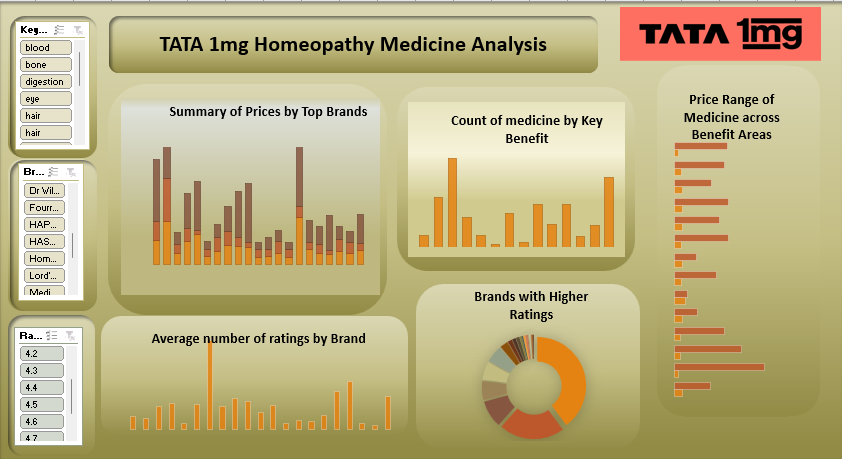 Key...
blood
bone
digestion
eye
hair
hair
Br...
Dr Wil...
Fourr...
HAP...
HAS...
Hom...
Lord'...
Medi
Ra...
4.2
4.3
4.4
4.5
4.6
4.7
TATA 1mg Homeopathy Medicine Analysis
TATA 1mg
Summary of Prices by Top Brands
Count of medicine by Key
Benefit
Price Range of
Medicine across
Benefit Areas
Average number of ratings by Brand
Brands with Higher
Ratings